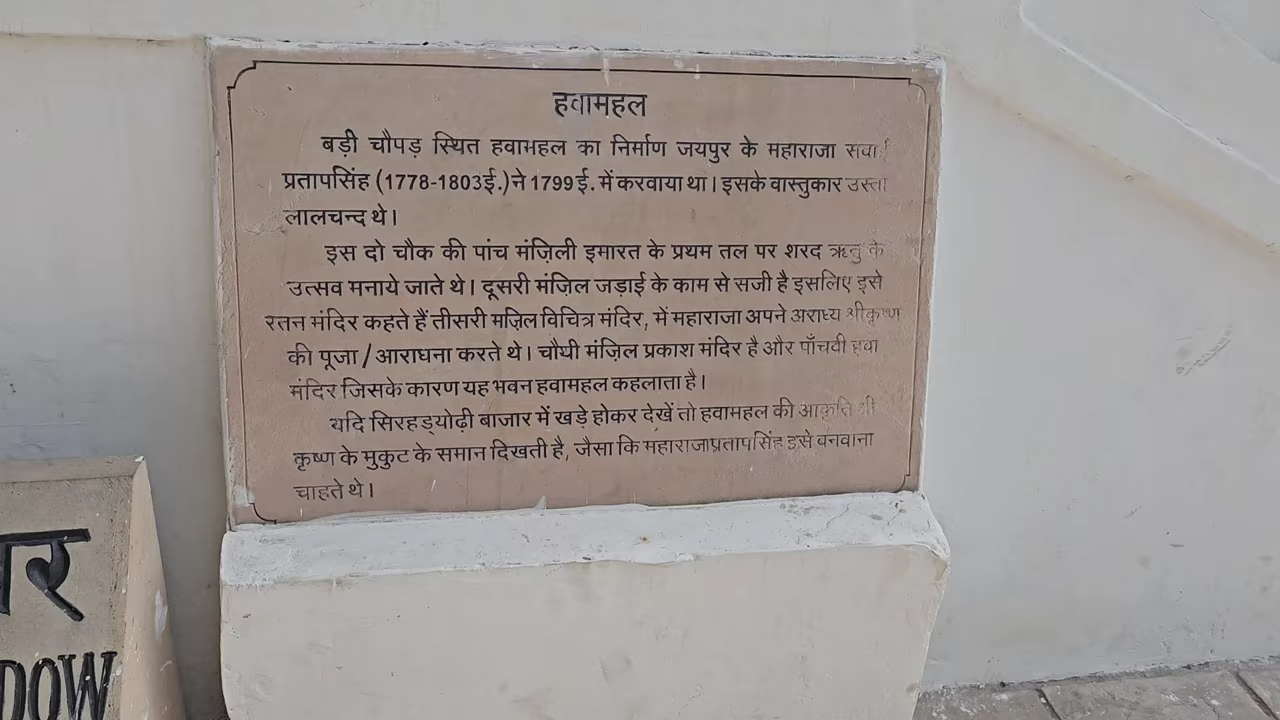 हवामहल
बड़ी चौपड़ स्थित हवामहल का निर्माण जयपुर के महाराजा सवाई
प्रतापसिंह (1778-1803ई.) ने 1799 ई. में करवाया था। इसके वास्तुकार उस्ता
लालचन्द थे।
इस दो चौक की पांच मंज़िली इमारत के प्रथम तल पर शरद ऋतु के
उत्सव मनाये जाते थे। दूसरी मंज़िल जड़ाई के काम से सजी है इसलिए इसे
रतन मंदिर कहते हैं तीसरी मज़िल विचित्र मंदिर, में महाराजा अपने अराध्य श्रीकृष्ण
की पूजा / आराधना करते थे। चौथी मंज़िल प्रकाश मंदिर है और पाँचवी हवा
मंदिर जिसके कारण यह भवन हवामहल कहलाता है।
यदि सिरहड्योढ़ी बाजार में खड़े होकर देखें तो हवामहल की आकृति श्री
कृष्ण के मुकुट के समान दिखती है, जैसा कि महाराजाप्रतापसिंह इसे बनवाना
चाहते थे।